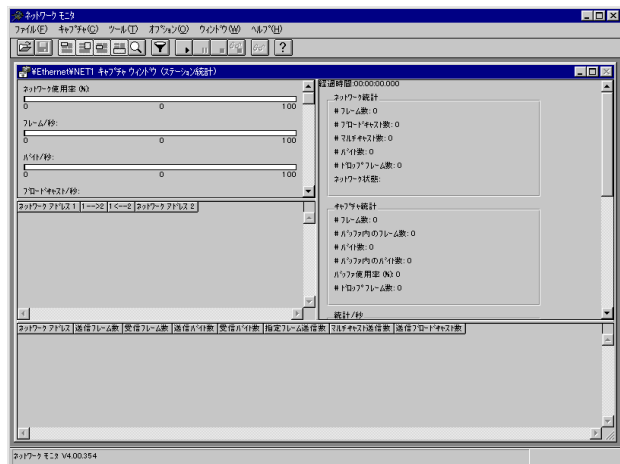 ネットワーク モニタ
ファイル(F) キャプチャ(C) ツール(T) オプション(O) ウィンドウ(W) ヘルプ(H)
¥Ethernet¥NET1 キャプチャ ウィンドウ (ステーション統計)
ネットワーク使用率 (%):
0 0 100
フレーム/秒:
0 0 100
バイト/秒:
0 0 100
ブロードキャスト/秒:
経過時間:00:00:00.000
ネットワーク統計
# フレーム数: 0
# ブロードキャスト数: 0
# マルチキャスト数: 0
# バイト数: 0
# ドロップ フレーム数: 0
ネットワーク状態:
キャプチャ統計
# フレーム数: 0
# バッファ内のフレーム数: 0
# バイト数: 0
# バッファ内のバイト数: 0
バッファ使用率 (%): 0
# ドロップ フレーム数: 0
統計/秒
ネットワーク アドレス 1 1-->2 1<--2 ネットワーク アドレス 2
ネットワーク アドレス 送信フレーム数 受信フレーム数 送信バイト数 受信バイト数 指定フレーム送信数 マルチキャスト送信数 送信ブロードキャスト数
ネットワーク モニタ V4.00.354